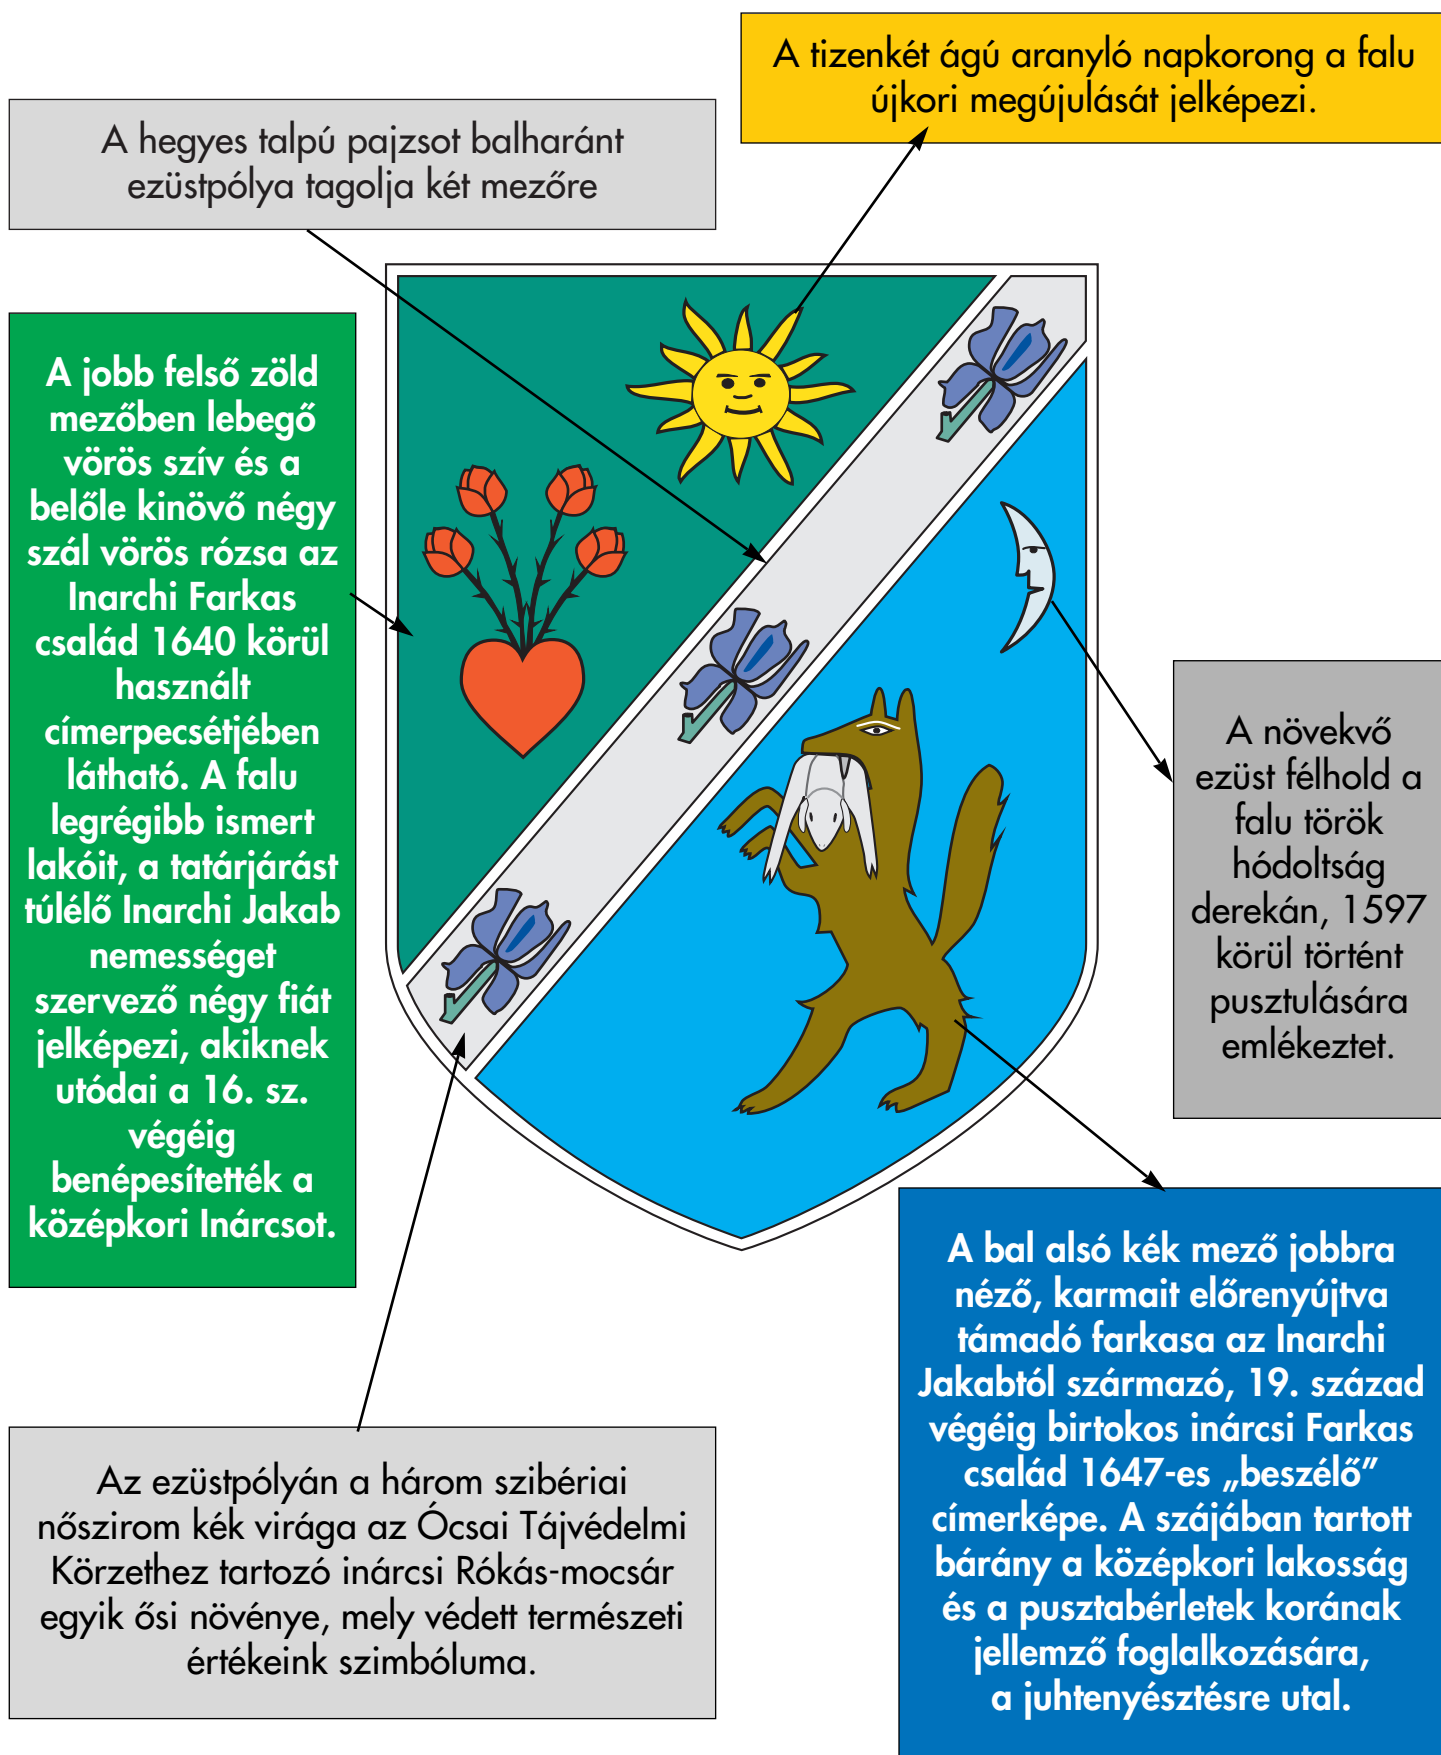 A tizenkét ágú aranyló napkorong a falu
újkori megújulását jelképezi.
A hegyes talpú pajzsot balharánt
ezüstpólya tagolja két mezőre
A jobb felső zöld
mezőben lebegő
vörös szív és a
belőle kinövő négy
szál vörös rózsa az
Inarchi Farkas
család 1640 körül
használt
címerpecsétjében
látható. A falu
legrégibb ismert
lakóit, a tatárjárást
túlélő Inarchi Jakab
nemességet
szervező négy fiát
jelképezi, akiknek
utódai a 16. sz.
végéig
benépesítették a
középkori Inárcsot.
A növekvő
ezüst félhold a
falu török
hódoltság
derekán, 1597
körül történt
pusztulására
emlékeztet.
A bal alsó kék mező jobbra
néző, karmait előrenyújtva
támadó farkasa az Inarchi
Jakabtól származó, 19. század
végéig birtokos inárcsi Farkas
család 1647-es „beszélő”
címerképe. A szájában tartott
bárány a középkori lakosság
és a pusztabérletek korának
jellemző foglalkozására,
a juhtenyésztésre utal.
Az ezüstpólyán a három szibériai
nőszirom kék virága az Ócsai Tájvédelmi
Körzethez tartozó inárcsi Rókás-mocsár
egyik ősi növénye, mely védett természeti
értékeink szimbóluma.